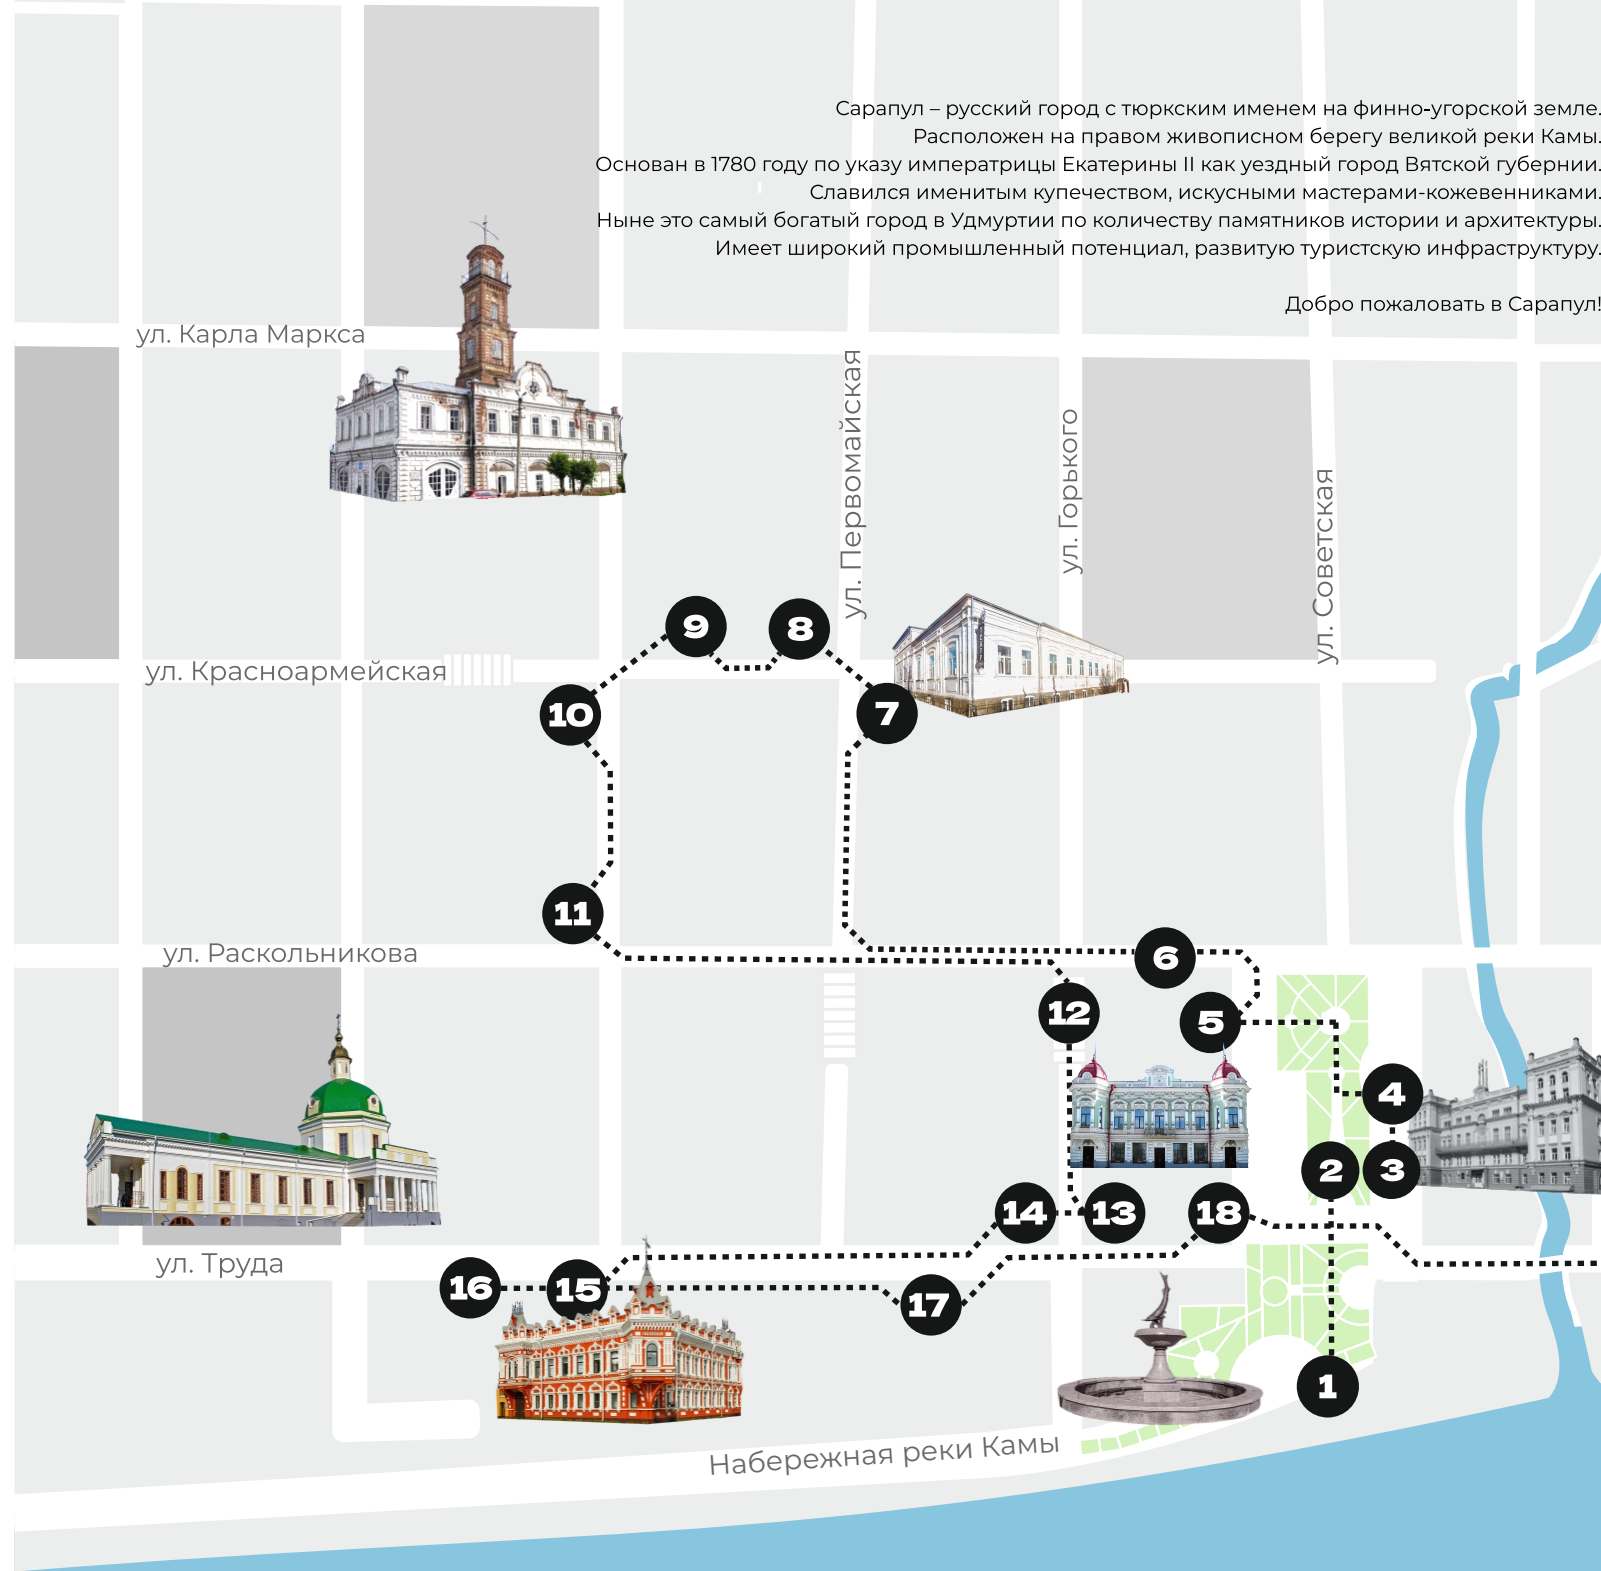 Сарапул – русский город с тюркским именем на финно-угорской земле.
Расположен на правом живописном берегу великой реки Камы.
Основан в 1780 году по указу императрицы Екатерины II как уездный город Вятской губернии.
Славился именитым купечеством, искусными мастерами-кожевенниками.
Ныне это самый богатый город в Удмуртии по количеству памятников истории и архитектуры.
Имеет широкий промышленный потенциал, развитую туристскую инфраструктуру.
Добро пожаловать в Сарапул!
ул. Карла Маркса
ул. Первомайская
ул. Горького
ул. Советская
9
8
ул. Красноармейская
10
7
11
ул. Раскольникова
6
12
5
4
2
3
14
13
18
ул. Труда
16
15
17
1
Набережная реки Камы